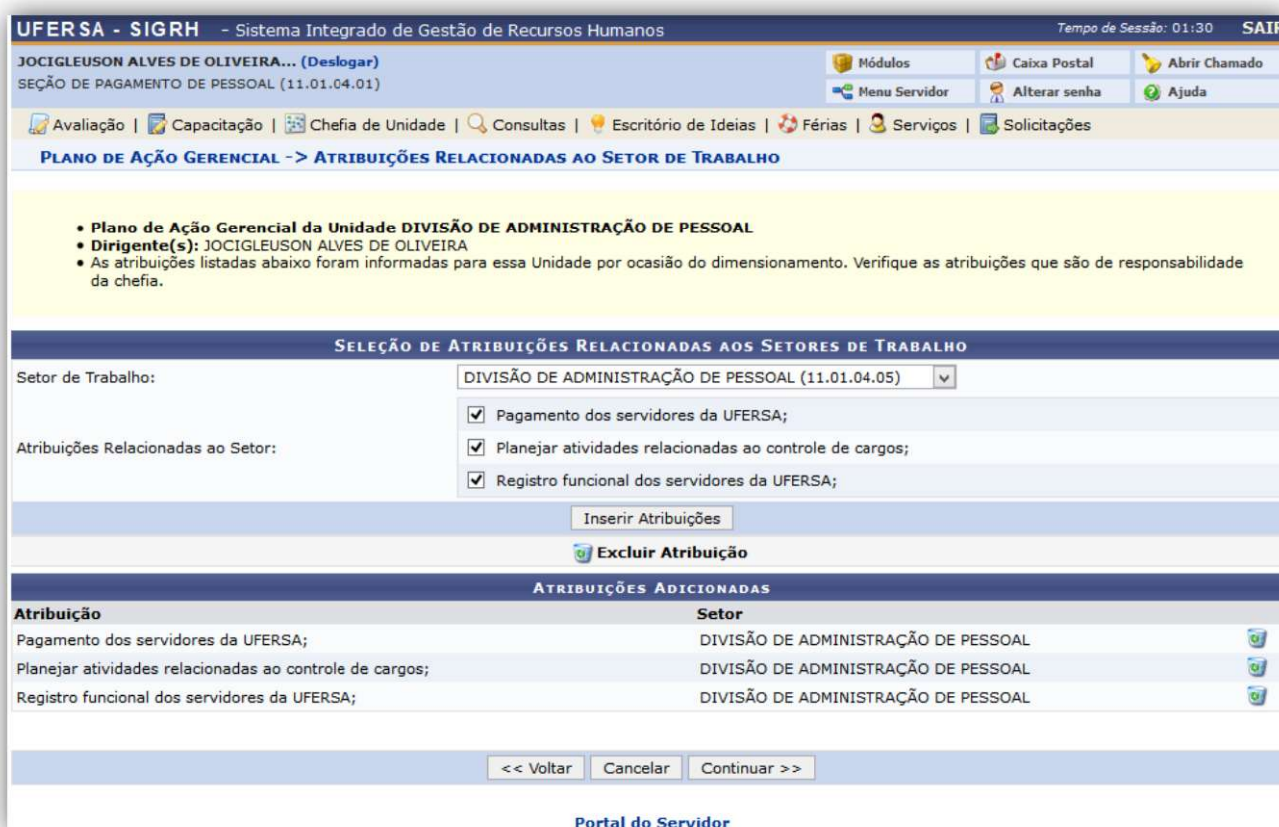 UFERSA - SIGRH - Sistema Integrado de Gestão de Recursos Humanos Tempo de Sessão: 01:30 SAIR
JOCIGLEUSON ALVES DE OLIVEIRA... (Deslogar)
SEÇÃO DE PAGAMENTO DE PESSOAL (11.01.04.01)
Módulos Caixa Postal Abrir Chamado
Menu Servidor Alterar senha Ajuda
Avaliação | Capacitação | Chefia de Unidade | Consultas | Escritório de Ideias | Férias | Serviços | Solicitações
PLANO DE AÇÃO GERENCIAL -> ATRIBUIÇÕES RELACIONADAS AO SETOR DE TRABALHO
• Plano de Ação Gerencial da Unidade DIVISÃO DE ADMINISTRAÇÃO DE PESSOAL
• Dirigente(s): JOCIGLEUSON ALVES DE OLIVEIRA
• As atribuições listadas abaixo foram informadas para essa Unidade por ocasião do dimensionamento. Verifique as atribuições que são de responsabilidade
da chefia.
SELEÇÃO DE ATRIBUIÇÕES RELACIONADAS AOS SETORES DE TRABALHO
Setor de Trabalho: DIVISÃO DE ADMINISTRAÇÃO DE PESSOAL (11.01.04.05)
Atribuições Relacionadas ao Setor:
Pagamento dos servidores da UFERSA;
Planejar atividades relacionadas ao controle de cargos;
Registro funcional dos servidores da UFERSA;
Inserir Atribuições
Excluir Atribuição
ATRIBUIÇÕES ADICIONADAS
Atribuição Setor
Pagamento dos servidores da UFERSA; DIVISÃO DE ADMINISTRAÇÃO DE PESSOAL
Planejar atividades relacionadas ao controle de cargos; DIVISÃO DE ADMINISTRAÇÃO DE PESSOAL
Registro funcional dos servidores da UFERSA; DIVISÃO DE ADMINISTRAÇÃO DE PESSOAL
<< Voltar Cancelar Continuar >>
Portal do Servidor